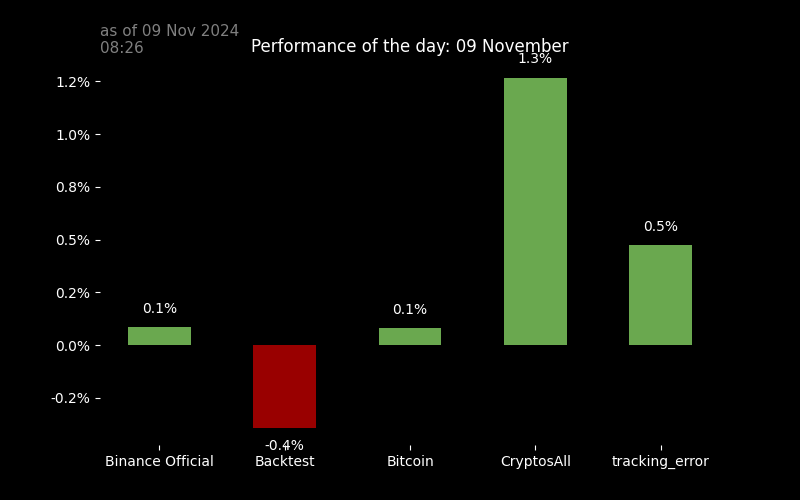 as of 09 Nov 2024
08:26
Performance of the day: 09 November
1.3%
1.2%
1.0%
0.8%
0.5%
0.5%
0.2%
0.1%
0.1%
0.0%
-0.2%
-0.4%
Binance Official
Backtest
Bitcoin
CryptosAll
tracking_error